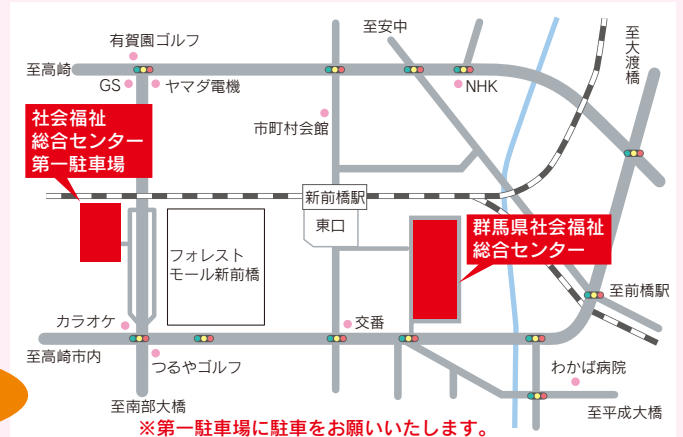 有賀園ゴルフ
至安中
至大渡橋
至高崎
GS
ヤマダ電機
NHK
社会福祉
総合センター
第一駐車場
市町村会館
新前橋駅
東口
群馬県社会福祉
総合センター
フォレスト
モール新前橋
至前橋駅
カラオケ
交番
至高崎市内
つるやゴルフ
わかば病院
至南部大橋
至平成大橋
※第一駐車場に駐車をお願いいたします。